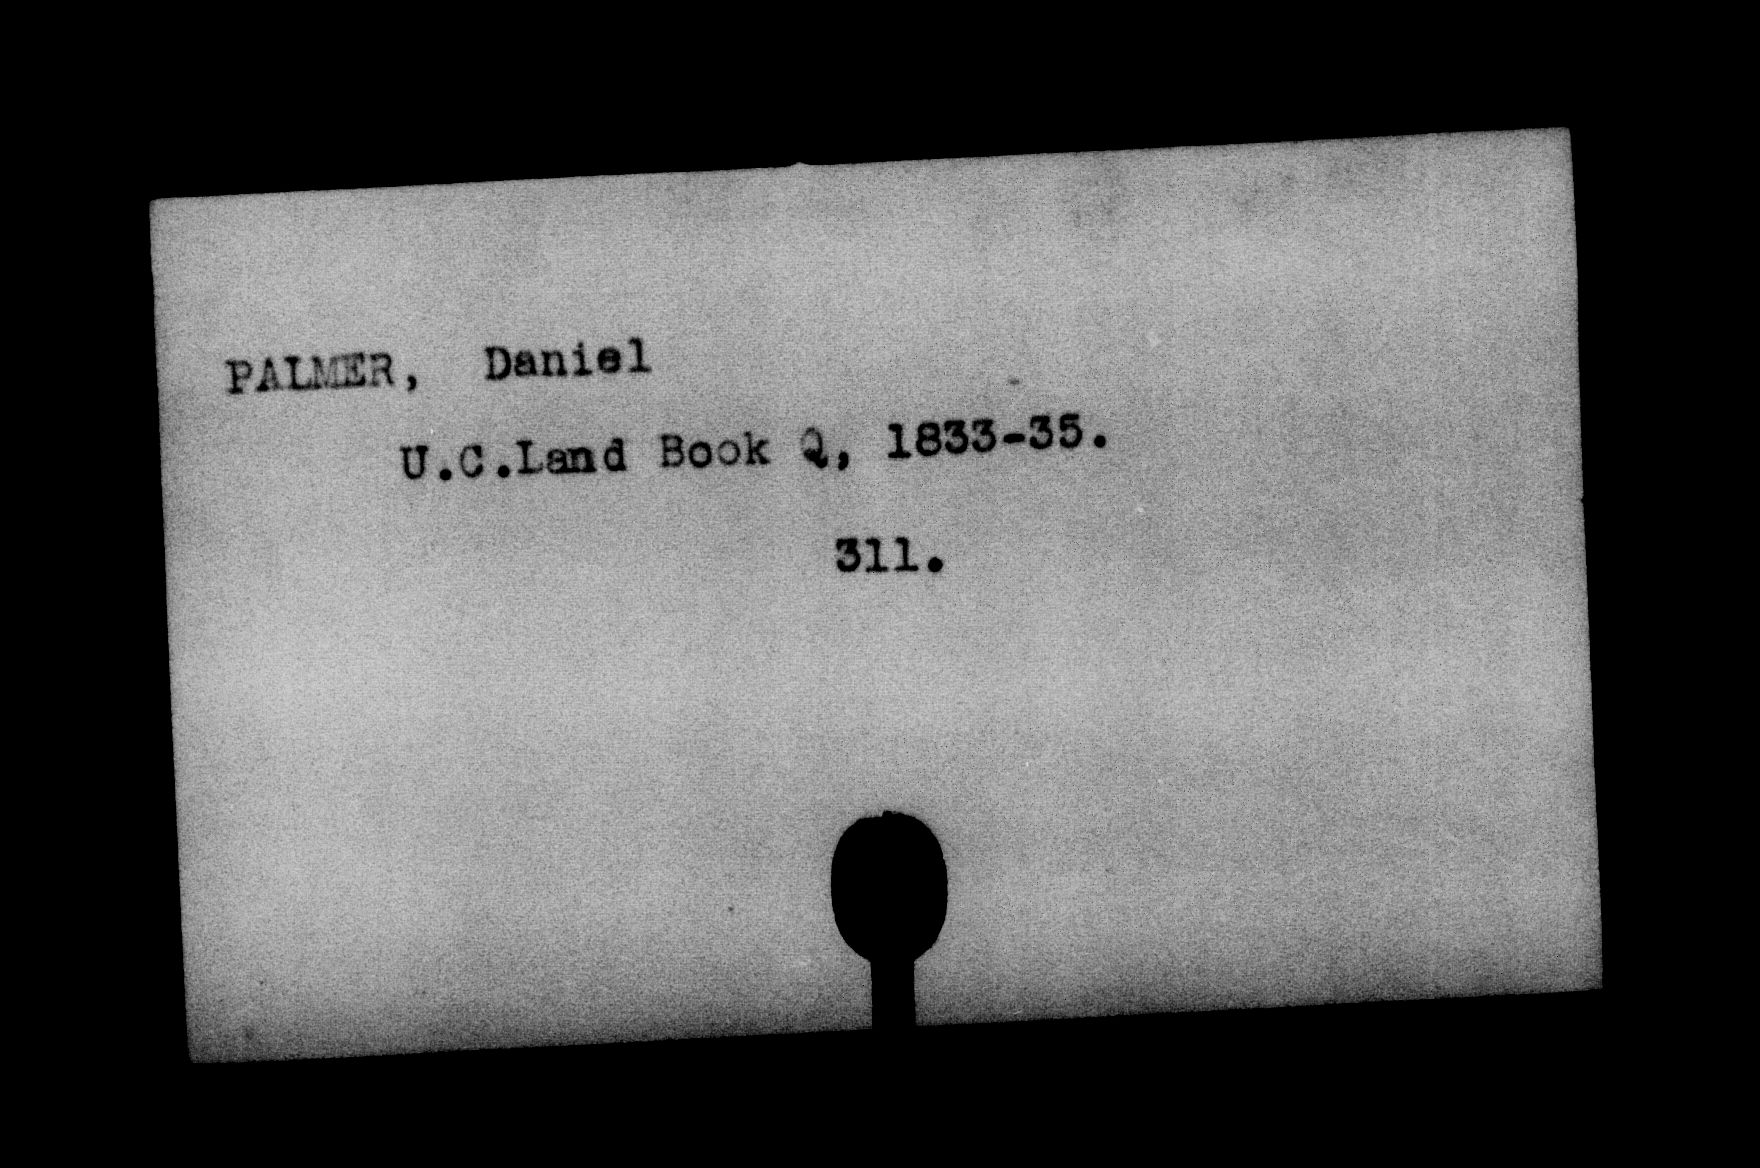 PALMER, Daniel
U.C.Land Book Q, 1833-35.
311.